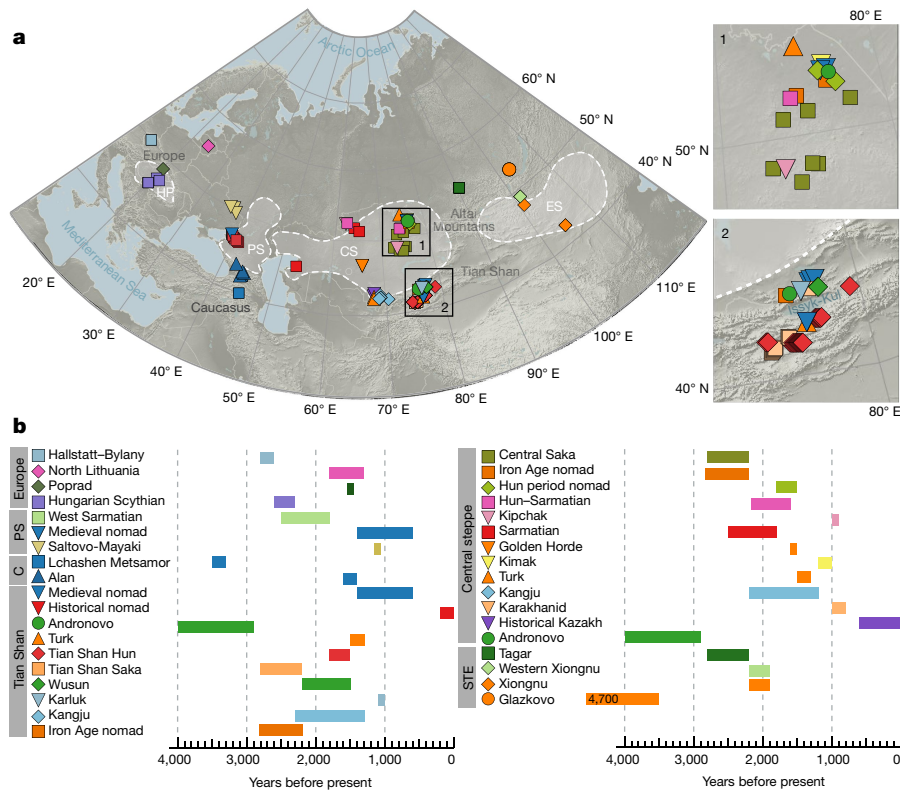 a
Arctic Ocean
60° N
50° N
40° N
Europe
HP
Mediterranean Sea
PS
CS
1
Altai
Mountains
ES
Tian Shan
2
Caucasus
20° E
30° E
40° E
50° E
60° E
70° E
80° E
90° E
100° E
110° E
80° E
1
50° N
2
Issyk-Kul
40° N
80° E
b
Europe
Hallstatt–Bylany
North Lithuania
Poprad
Hungarian Scythian
PS
West Sarmatian
Medieval nomad
Saltovo-Mayaki
C
Lchashen Metsamor
Alan
Tian Shan
Medieval nomad
Historical nomad
Andronovo
Turk
Tian Shan Hun
Tian Shan Saka
Wusun
Karluk
Kangju
Iron Age nomad
4,000 3,000 2,000 1,000 0
Years before present
Central steppe
Central Saka
Iron Age nomad
Hun period nomad
Hun–Sarmatian
Kipchak
Sarmatian
Golden Horde
Kimak
Turk
Kangju
Karakhanid
Historical Kazakh
Andronovo
STE
Tagar
Western Xiongnu
Xiongnu
Glazkovo
4,700
4,000 3,000 2,000 1,000 0
Years before present